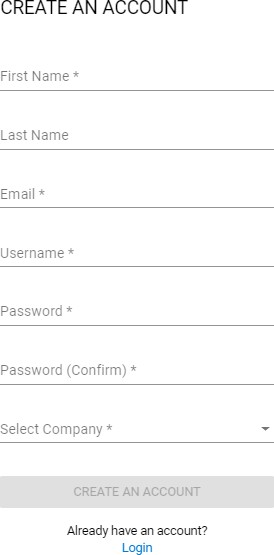 CREATE AN ACCOUNT
First Name *
Last Name
Email *
Username *
Password *
Password (Confirm) *
Select Company *
CREATE AN ACCOUNT
Already have an account?
Login